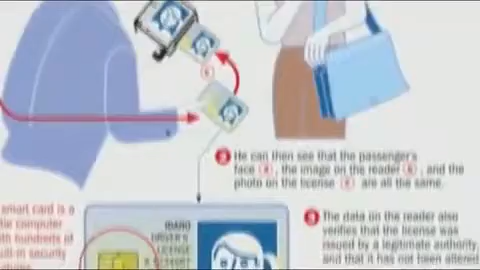 He can then see that the passenger's
face , the image on the reader , and the
photo on the license are all the same.
smart card is a
computer
hundreds of
security
IDAHO
DRIVER'S
LICENSE
The data on the reader also
verifies that the license was
issued by a legitimate authority,
and that it has not been altered